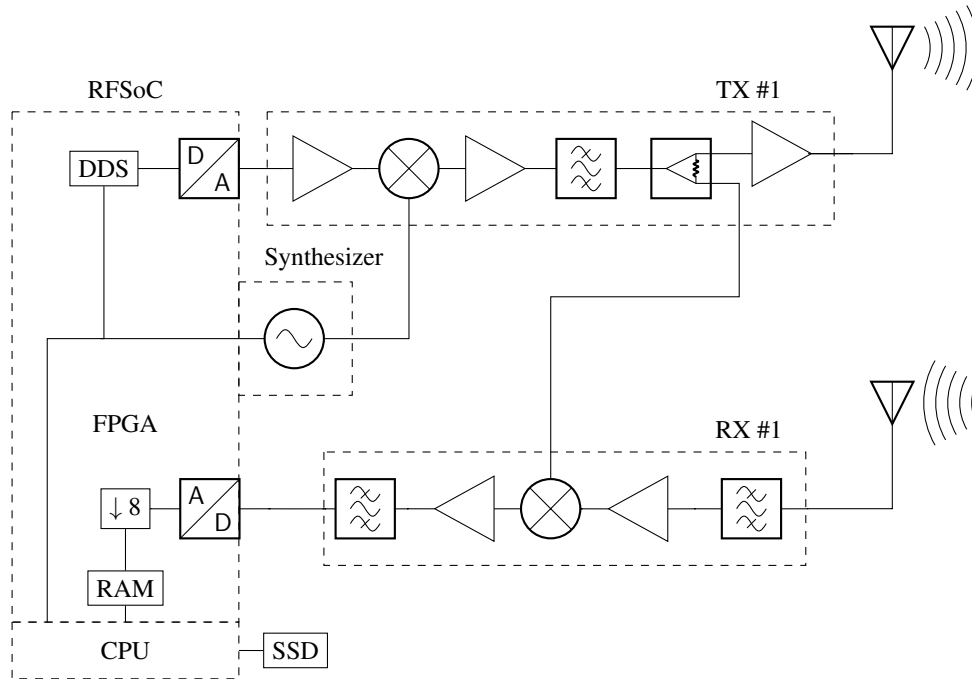 RFSoC
TX #1
DDS
D
A
Synthesizer
FPGA
RX #1
↓ 8
A
D
RAM
CPU
SSD